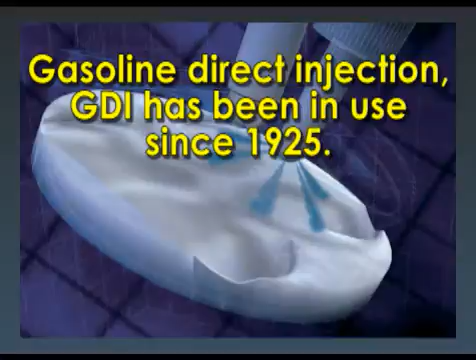 Gasoline direct injection,
GDI has been in use
since 1925.